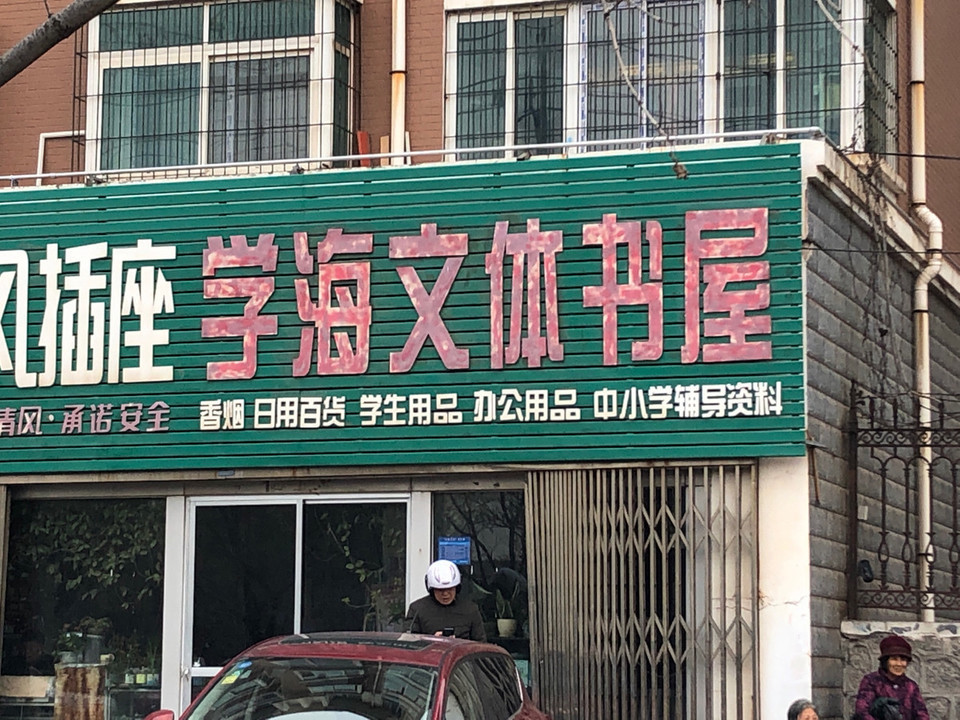 风插座 学海文体书屋
清风·承诺安全 香烟 日用百货 学生用品 办公用品 中小学辅导资料